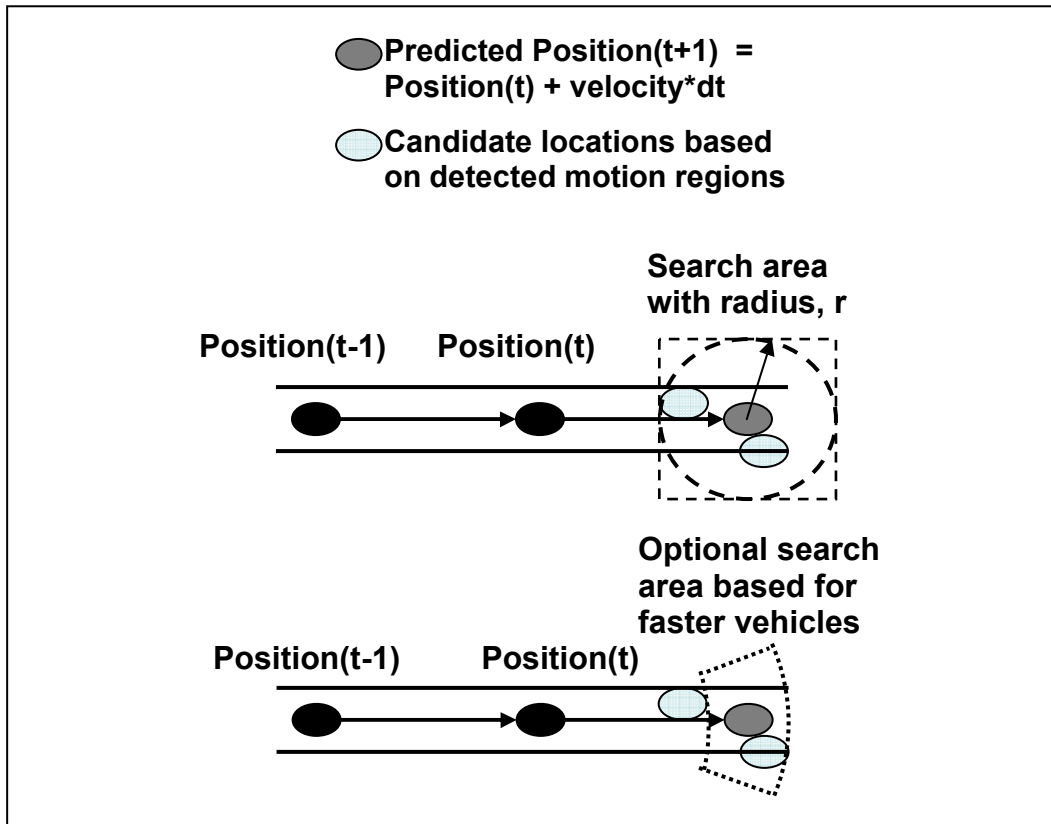 Predicted Position(t+1) =
Position(t) + velocity*dt
Candidate locations based
on detected motion regions
Search area
with radius, r
Position(t-1) Position(t)
Optional search
area based for
faster vehicles
Position(t-1) Position(t)